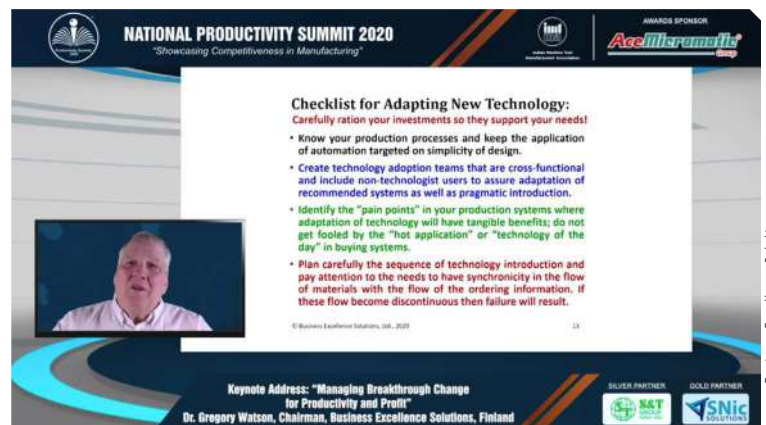 NATIONAL PRODUCTIVITY SUMMIT 2020
"Showcasing Competitiveness in Manufacturing"
AWARDS SPONSOR
AceMicromatic
Group
Checklist for Adapting New Technology:
Carefully ration your investments so they support your needs!
• Know your production processes and keep the application
of automation targeted on simplicity of design.
• Create technology adoption teams that are cross-functional
and include non-technologist users to assure adaptation of
recommended systems as well as pragmatic introduction.
• Identify the "pain points" in your production systems where
adaptation of technology will have tangible benefits; do not
get fooled by the "hot application" or "technology of the
day" in buying systems.
• Plan carefully the sequence of technology introduction and
pay attention to the needs to have synchronicity in the flow
of materials with the flow of the ordering information. If
these flow become discontinuous then failure will result.
© Business Excellence Solutions, Ltd., 2020
13
Keynote Address: "Managing Breakthrough Change
for Productivity and Profit"
Dr. Gregory Watson, Chairman, Business Excellence Solutions, Finland
SILVER PARTNER
GOLD PARTNER
S&T
GROUP
SNic
SOLUTIONS